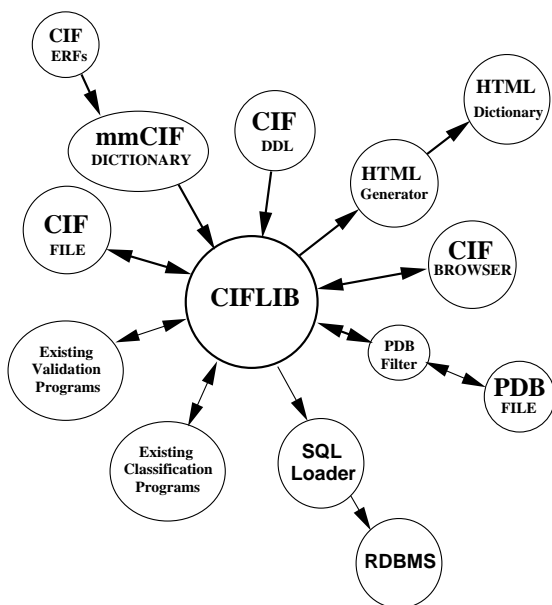 CIF
ERFs
mmCIF
DICTIONARY
CIF
DDL
HTML
Dictionary
HTML
Generator
CIF
FILE
CIFLIB
CIF
BROWSER
Existing
Validation
Programs
PDB
Filter
PDB
FILE
Existing
Classification
Programs
SQL
Loader
RDBMS